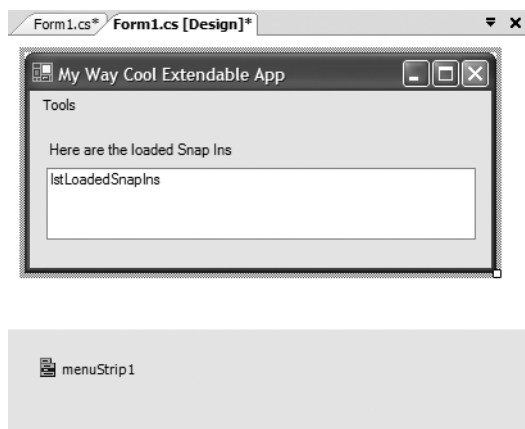 Form1.cs* Form1.cs [Design]*
My Way Cool Extendable App
Tools
Here are the loaded Snap Ins
lstLoadedSnapIns
menuStrip1